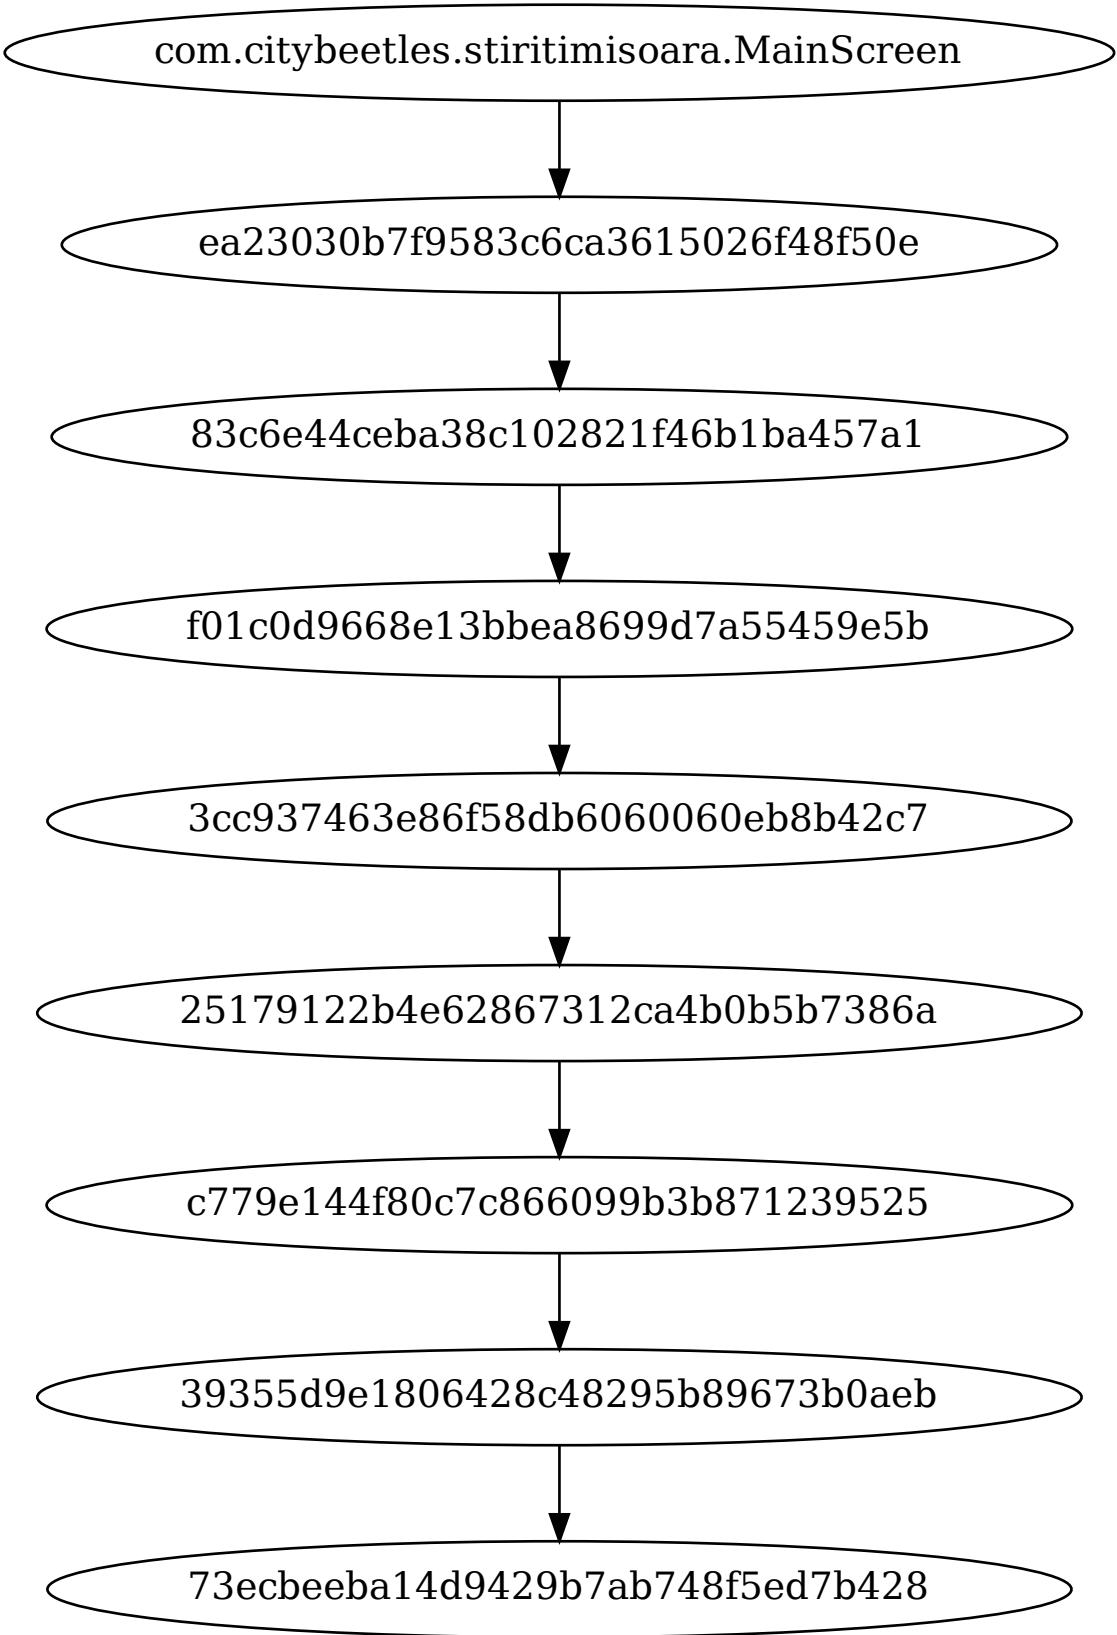 com.citybeetles.stiritimisoara.MainScreen
ea23030b7f9583c6ca3615026f48f50e
83c6e44ceba38c102821f46b1ba457a1
f01c0d9668e13bbea8699d7a55459e5b
3cc937463e86f58db6060060eb8b42c7
25179122b4e62867312ca4b0b5b7386a
c779e144f80c7c866099b3b871239525
39355d9e1806428c48295b89673b0aeb
73ecbeeba14d9429b7ab748f5ed7b428